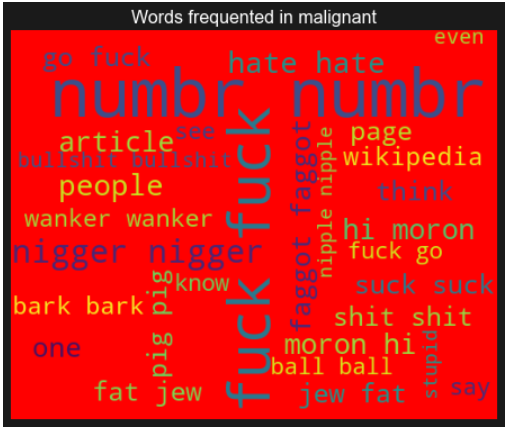 Words frequented in malignant
even
go fuck
hate hate
numbr numbr
article
see
page
bullshit bullshit
wikipedia
people
think
fuck fuck
faggot faggot
nipple nipple
wanker wanker
hi moron
nigger nigger
fuck go
know
suck suck
pig pig
bark bark
shit shit
one
moron hi
stupid
ball ball
fat jew
jew fat
say